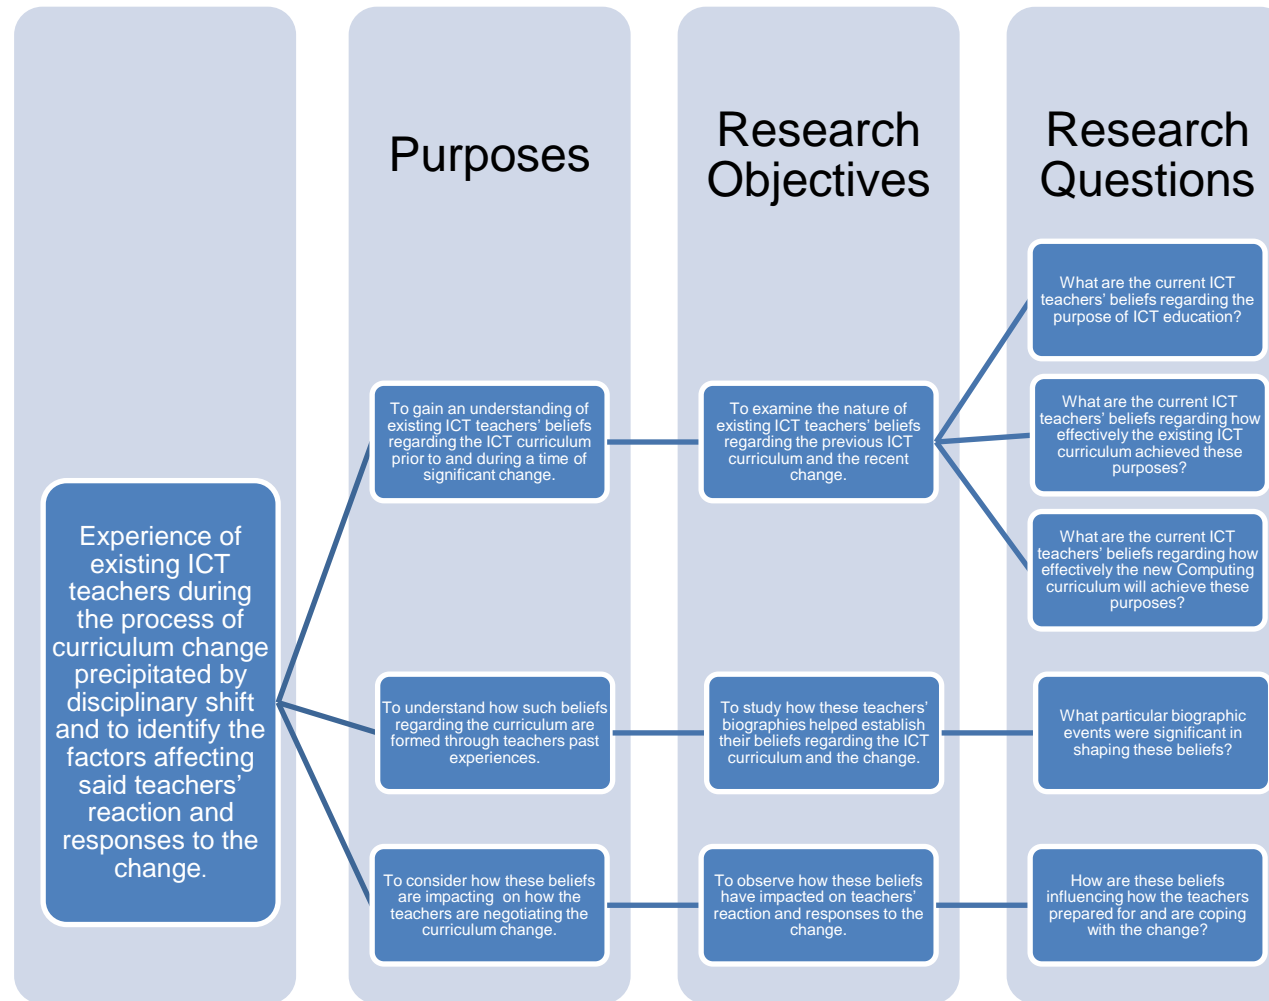 Purposes
Research
Objectives
Research
Questions
Experience of
existing ICT
teachers during
the process of
curriculum change
precipitated by
disciplinary shift
and to identify the
factors affecting
said teachers’
reaction and
responses to the
change.
To gain an understanding of
existing ICT teachers’ beliefs
regarding the ICT curriculum
prior to and during a time of
significant change.
To understand how such beliefs
regarding the curriculum are
formed through teachers past
experiences.
To consider how these beliefs
are impacting on how the
teachers are negotiating the
curriculum change.
To examine the nature of
existing ICT teachers’ beliefs
regarding the previous ICT
curriculum and the recent
change.
To study how these teachers’
biographies helped establish
their beliefs regarding the ICT
curriculum and the change.
To observe how these beliefs
have impacted on teachers’
reaction and responses to the
change.
What are the current ICT
teachers’ beliefs regarding the
purpose of ICT education?
What are the current ICT
teachers’ beliefs regarding how
effectively the existing ICT
curriculum achieved these
purposes?
What are the current ICT
teachers’ beliefs regarding how
effectively the new Computing
curriculum will achieve these
purposes?
What particular biographic
events were significant in
shaping these beliefs?
How are these beliefs
influencing how the teachers
prepared for and are coping
with the change?